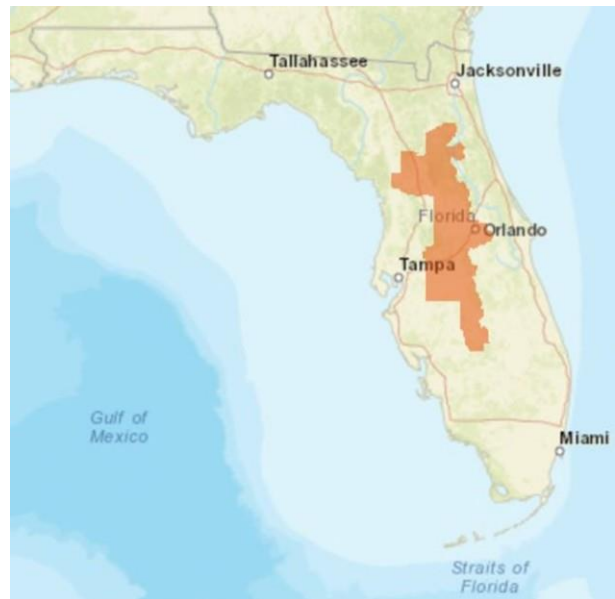 Tallahassee
Jacksonville
Florida
Orlando
Tampa
Gulf of
Mexico
Miami
Straits of
Florida